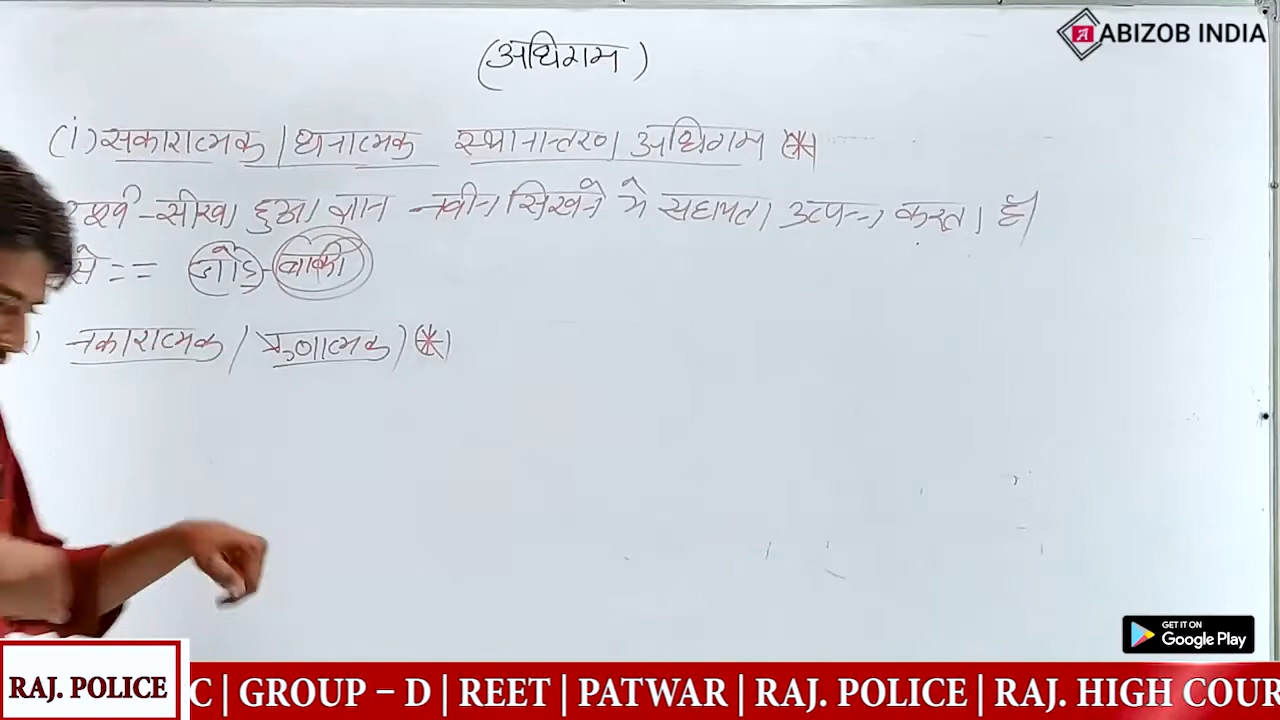 ABIZOB INDIA
(अधिगम)
(i) सकारात्मक / धनात्मक स्थानान्तरण अधिगम
सीखा हुआ ज्ञान नवीन सिखने मे सहायता उत्पन्न करता है।
से == जोड़-बाकी
नकारात्मक / ऋणात्मक )
GET IT ON
Google Play
RAJ. POLICE
C | GROUP – D | REET | PATWAR | RAJ. POLICE | RAJ. HIGH COUR